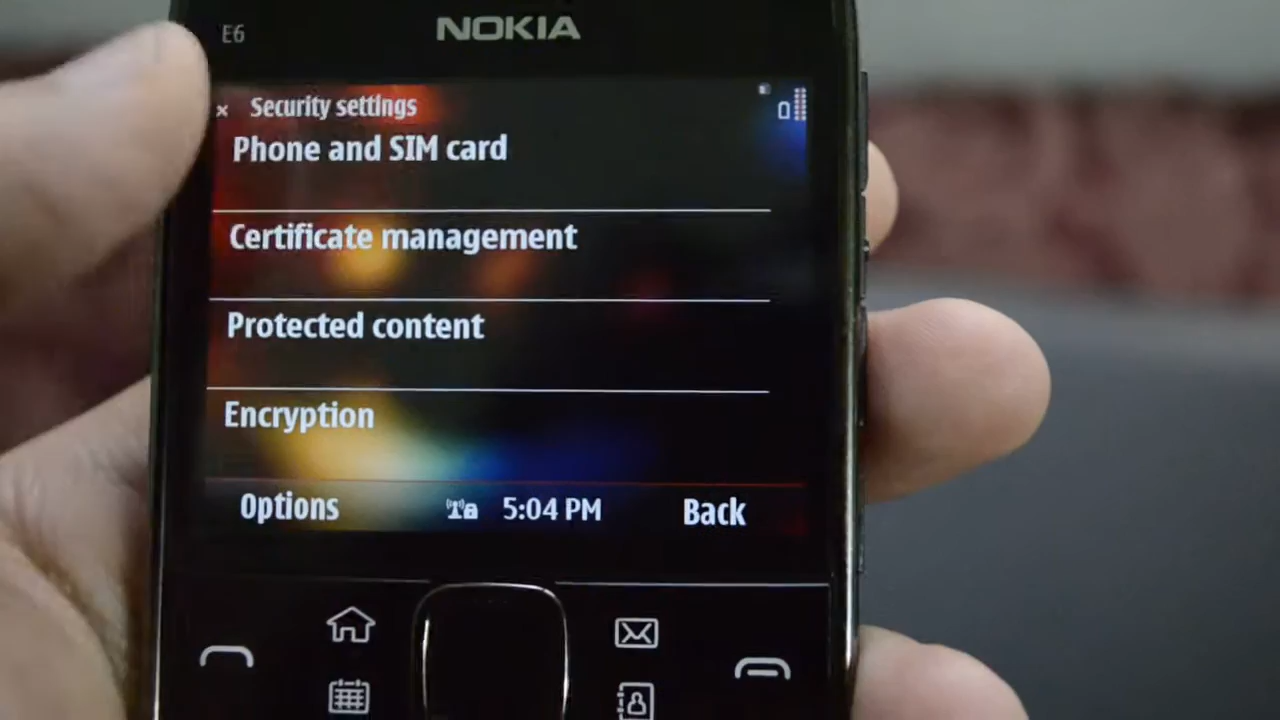 E6 NOKIA
x Security settings
Phone and SIM card
Certificate management
Protected content
Encryption
Options 5:04 PM Back